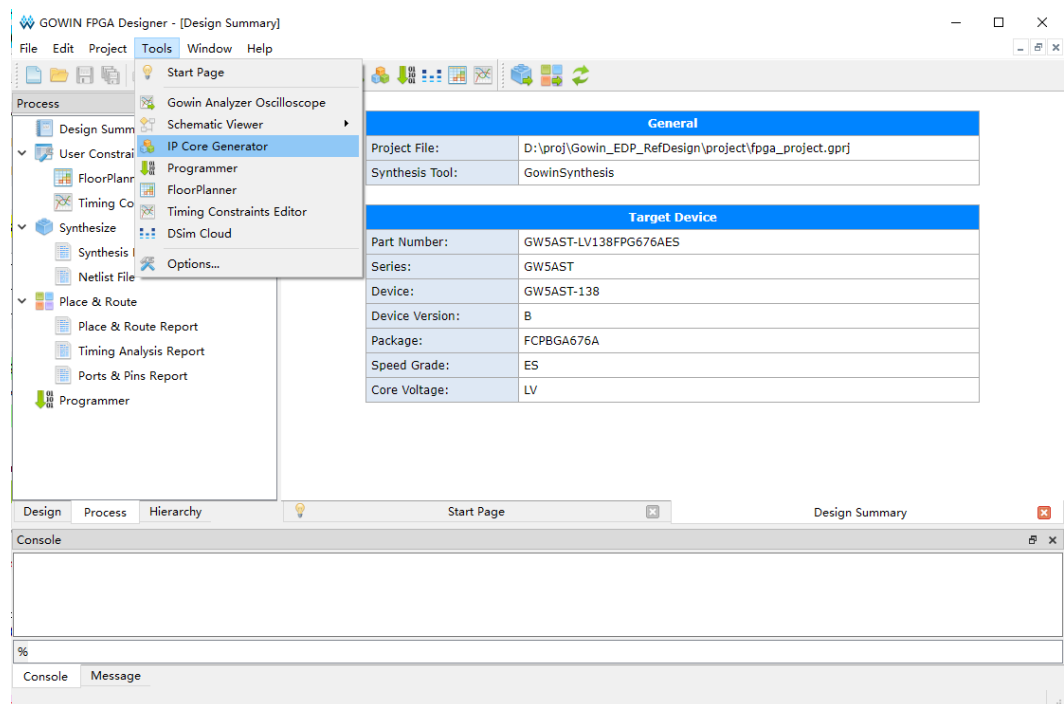 GOWIN FPGA Designer - [Design Summary]
File Edit Project Tools Window Help
Start Page
Gowin Analyzer Oscilloscope
Schematic Viewer
IP Core Generator
Programmer
FloorPlanner
Timing Constraints Editor
DSim Cloud
Options...
Process
Design Summ
User Constrai
FloorPlann
Timing Co
Synthesize
Synthesis
Netlist File
Place & Route
Place & Route Report
Timing Analysis Report
Ports & Pins Report
Programmer
General
Project File: D:\proj\Gowin_EDP_RefDesign\project\fpga_project.gprj
Synthesis Tool: GowinSynthesis
Target Device
Part Number: GW5AST-LV138FPG676AES
Series: GW5AST
Device: GW5AST-138
Device Version: B
Package: FCPBGA676A
Speed Grade: ES
Core Voltage: LV
Design Process Hierarchy
Start Page Design Summary
Console
%
Console Message